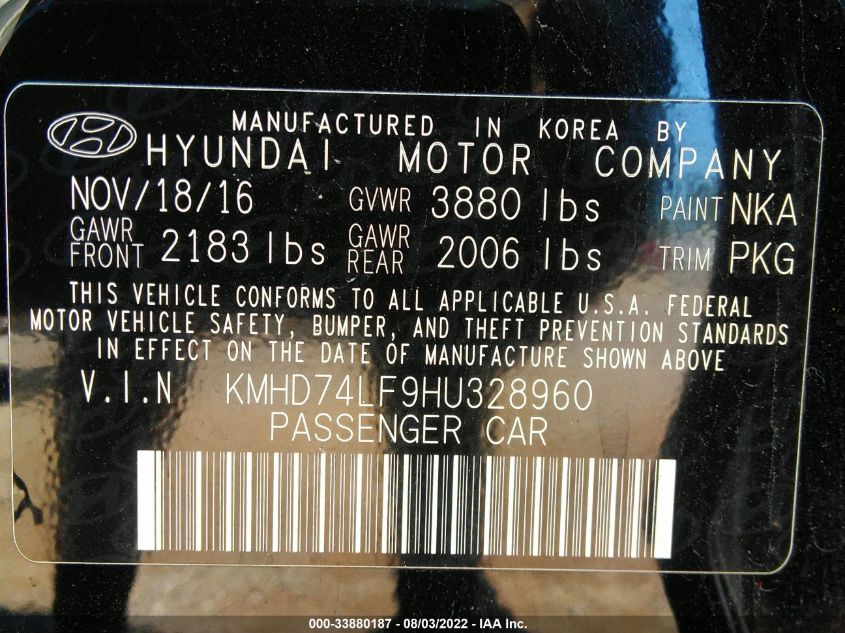 MANUFACTURED IN KOREA BY
HYUNDAI MOTOR COMPANY
NOV/18/16 GVWR 3880 lbs PAINT NKA
GAWR FRONT 2183 lbs GAWR REAR 2006 lbs TRIM PKG
THIS VEHICLE CONFORMS TO ALL APPLICABLE U.S.A. FEDERAL
MOTOR VEHICLE SAFETY, BUMPER, AND THEFT PREVENTION STANDARDS
IN EFFECT ON THE DATE OF MANUFACTURE SHOWN ABOVE
V.I.N KMHD74LF9HU328960
PASSENGER CAR
000-33880187 - 08/03/2022 - IAA Inc.